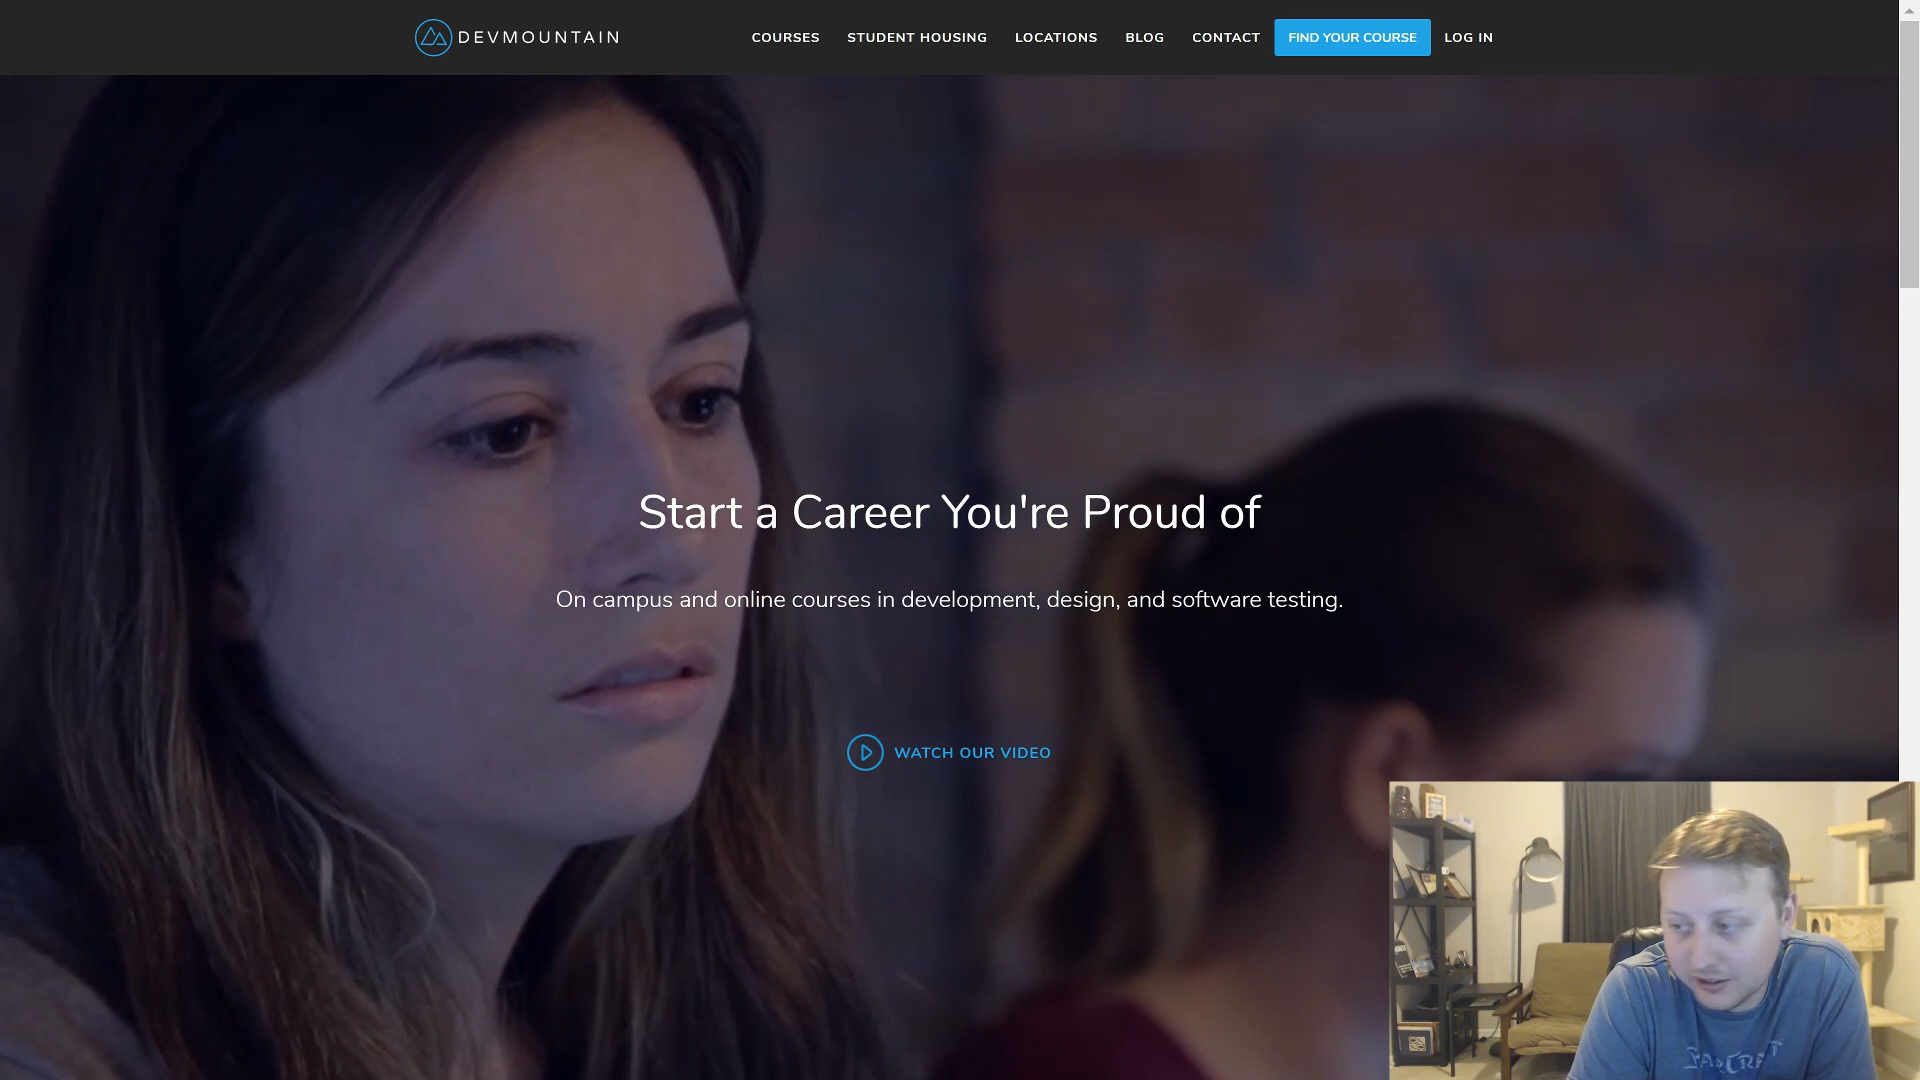 DEVMOUNTAIN
COURSES STUDENT HOUSING LOCATIONS BLOG CONTACT FIND YOUR COURSE LOG IN
Start a Career You're Proud of
On campus and online courses in development, design, and software testing.
WATCH OUR VIDEO